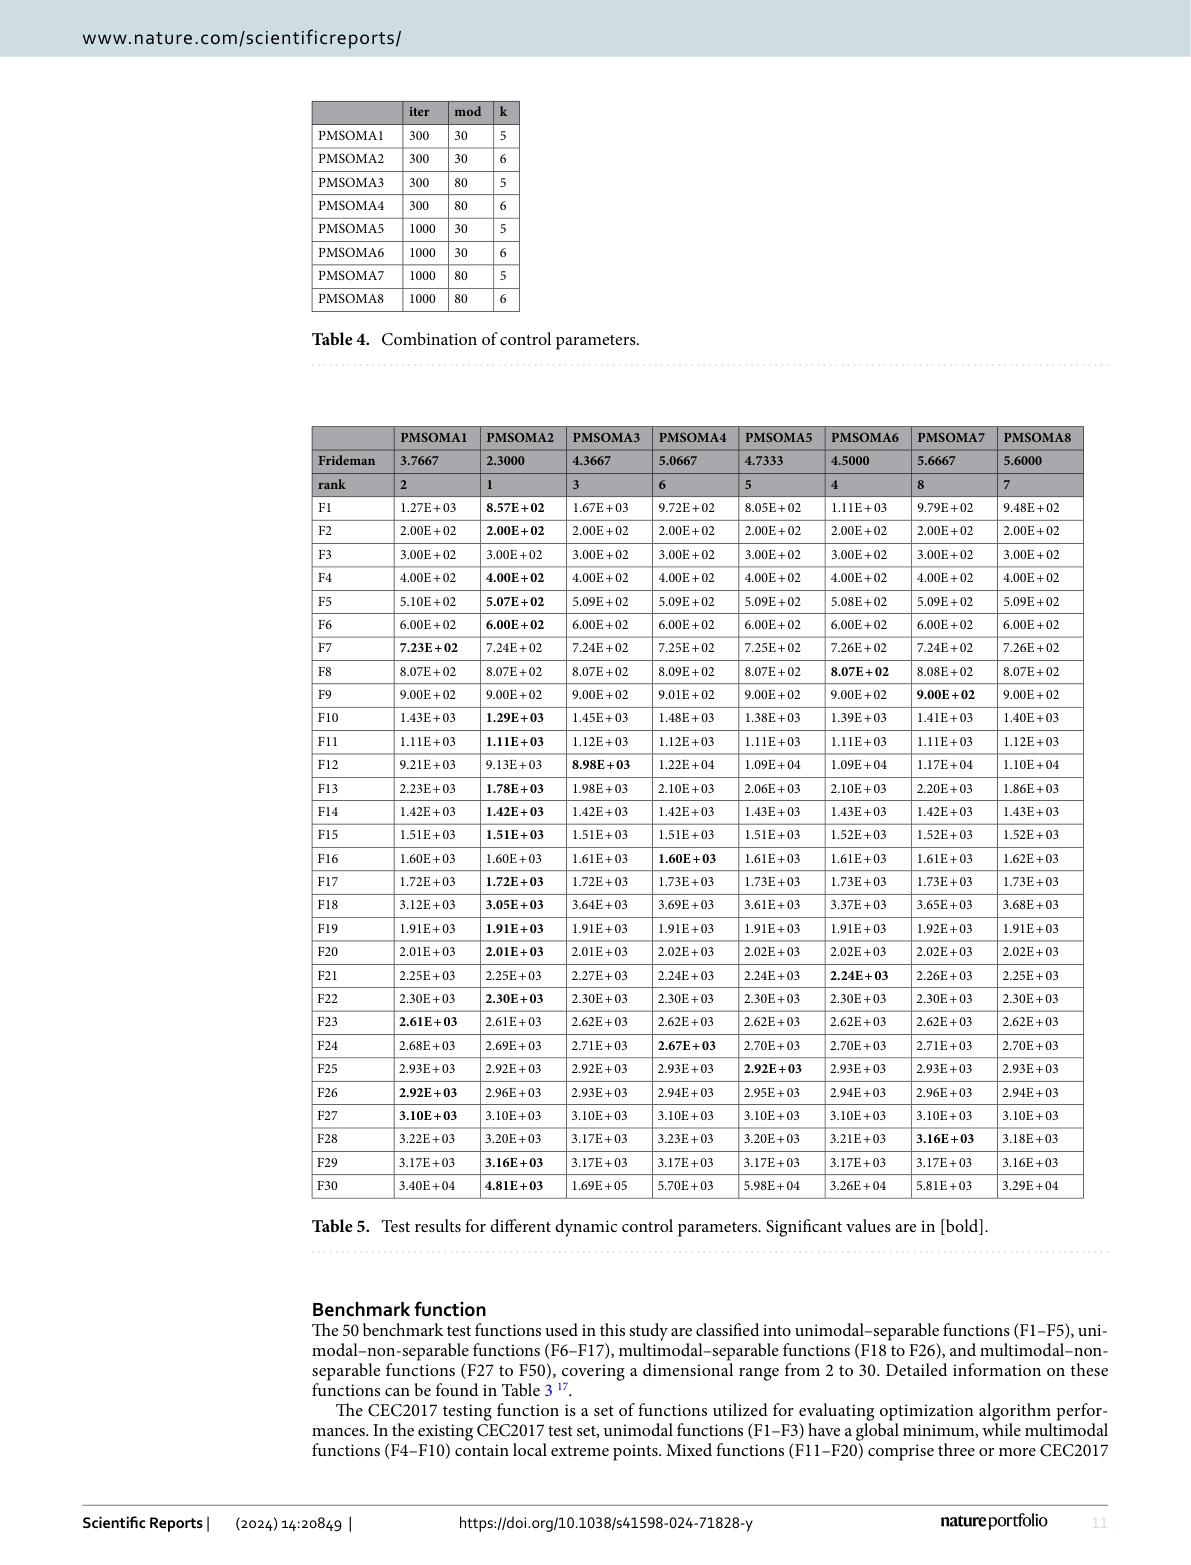 www.nature.com/scientificreports/
iter mod k
PMSOMA1 300 30 5
PMSOMA2 300 30 6
PMSOMA3 300 80 5
PMSOMA4 300 80 6
PMSOMA5 1000 30 5
PMSOMA6 1000 30 6
PMSOMA7 1000 80 5
PMSOMA8 1000 80 6
Table 4. Combination of control parameters.
PMSOMA1 PMSOMA2 PMSOMA3 PMSOMA4 PMSOMA5 PMSOMA6 PMSOMA7 PMSOMA8
Frideman 3.7667 2.3000 4.3667 5.0667 4.7333 4.5000 5.6667 5.6000
rank 2 1 3 6 5 4 8 7
F1 1.27E+03 8.57E+02 1.67E+03 9.72E+02 8.05E+02 1.11E+03 9.79E+02 9.48E+02
F2 2.00E+02 2.00E+02 2.00E+02 2.00E+02 2.00E+02 2.00E+02 2.00E+02 2.00E+02
F3 3.00E+02 3.00E+02 3.00E+02 3.00E+02 3.00E+02 3.00E+02 3.00E+02 3.00E+02
F4 4.00E+02 4.00E+02 4.00E+02 4.00E+02 4.00E+02 4.00E+02 4.00E+02 4.00E+02
F5 5.10E+02 5.07E+02 5.09E+02 5.09E+02 5.09E+02 5.08E+02 5.09E+02 5.09E+02
F6 6.00E+02 6.00E+02 6.00E+02 6.00E+02 6.00E+02 6.00E+02 6.00E+02 6.00E+02
F7 7.23E+02 7.24E+02 7.24E+02 7.25E+02 7.25E+02 7.26E+02 7.24E+02 7.26E+02
F8 8.07E+02 8.07E+02 8.07E+02 8.09E+02 8.07E+02 8.07E+02 8.08E+02 8.07E+02
F9 9.00E+02 9.00E+02 9.00E+02 9.01E+02 9.00E+02 9.00E+02 9.00E+02 9.00E+02
F10 1.43E+03 1.29E+03 1.45E+03 1.48E+03 1.38E+03 1.39E+03 1.41E+03 1.40E+03
F11 1.11E+03 1.11E+03 1.12E+03 1.12E+03 1.11E+03 1.11E+03 1.11E+03 1.12E+03
F12 9.21E+03 9.13E+03 8.98E+03 1.22E+04 1.09E+04 1.09E+04 1.17E+04 1.10E+04
F13 2.23E+03 1.78E+03 1.98E+03 2.10E+03 2.06E+03 2.10E+03 2.20E+03 1.86E+03
F14 1.42E+03 1.42E+03 1.42E+03 1.42E+03 1.43E+03 1.43E+03 1.42E+03 1.43E+03
F15 1.51E+03 1.51E+03 1.51E+03 1.51E+03 1.51E+03 1.52E+03 1.52E+03 1.52E+03
F16 1.60E+03 1.60E+03 1.61E+03 1.60E+03 1.61E+03 1.61E+03 1.61E+03 1.62E+03
F17 1.72E+03 1.72E+03 1.72E+03 1.73E+03 1.73E+03 1.73E+03 1.73E+03 1.73E+03
F18 3.12E+03 3.05E+03 3.64E+03 3.69E+03 3.61E+03 3.37E+03 3.65E+03 3.68E+03
F19 1.91E+03 1.91E+03 1.91E+03 1.91E+03 1.91E+03 1.91E+03 1.92E+03 1.91E+03
F20 2.01E+03 2.01E+03 2.01E+03 2.02E+03 2.02E+03 2.02E+03 2.02E+03 2.02E+03
F21 2.25E+03 2.25E+03 2.27E+03 2.24E+03 2.24E+03 2.24E+03 2.26E+03 2.25E+03
F22 2.30E+03 2.30E+03 2.30E+03 2.30E+03 2.30E+03 2.30E+03 2.30E+03 2.30E+03
F23 2.61E+03 2.61E+03 2.62E+03 2.62E+03 2.62E+03 2.62E+03 2.62E+03 2.62E+03
F24 2.68E+03 2.69E+03 2.71E+03 2.67E+03 2.70E+03 2.70E+03 2.71E+03 2.70E+03
F25 2.93E+03 2.92E+03 2.92E+03 2.93E+03 2.92E+03 2.93E+03 2.93E+03 2.93E+03
F26 2.92E+03 2.96E+03 2.93E+03 2.94E+03 2.95E+03 2.94E+03 2.96E+03 2.94E+03
F27 3.10E+03 3.10E+03 3.10E+03 3.10E+03 3.10E+03 3.10E+03 3.10E+03 3.10E+03
F28 3.22E+03 3.20E+03 3.17E+03 3.23E+03 3.20E+03 3.21E+03 3.16E+03 3.18E+03
F29 3.17E+03 3.16E+03 3.17E+03 3.17E+03 3.17E+03 3.17E+03 3.17E+03 3.16E+03
F30 3.40E+04 4.81E+03 1.69E+05 5.70E+03 5.98E+04 3.26E+04 5.81E+03 3.29E+04
Table 5. Test results for different dynamic control parameters. Significant values are in [bold].
Benchmark function
The 50 benchmark test functions used in this study are classified into unimodal–separable functions (F1–F5), uni-
modal–non-separable functions (F6–F17), multimodal–separable functions (F18 to F26), and multimodal–non-
separable functions (F27 to F50), covering a dimensional range from 2 to 30. Detailed information on these
functions can be found in Table 3 17.
The CEC2017 testing function is a set of functions utilized for evaluating optimization algorithm perfor-
mances. In the existing CEC2017 test set, unimodal functions (F1–F3) have a global minimum, while multimodal
functions (F4–F10) contain local extreme points. Mixed functions (F11–F20) comprise three or more CEC2017
Scientific Reports | (2024) 14:20849 | https://doi.org/10.1038/s41598-024-71828-y natureportfolio 11